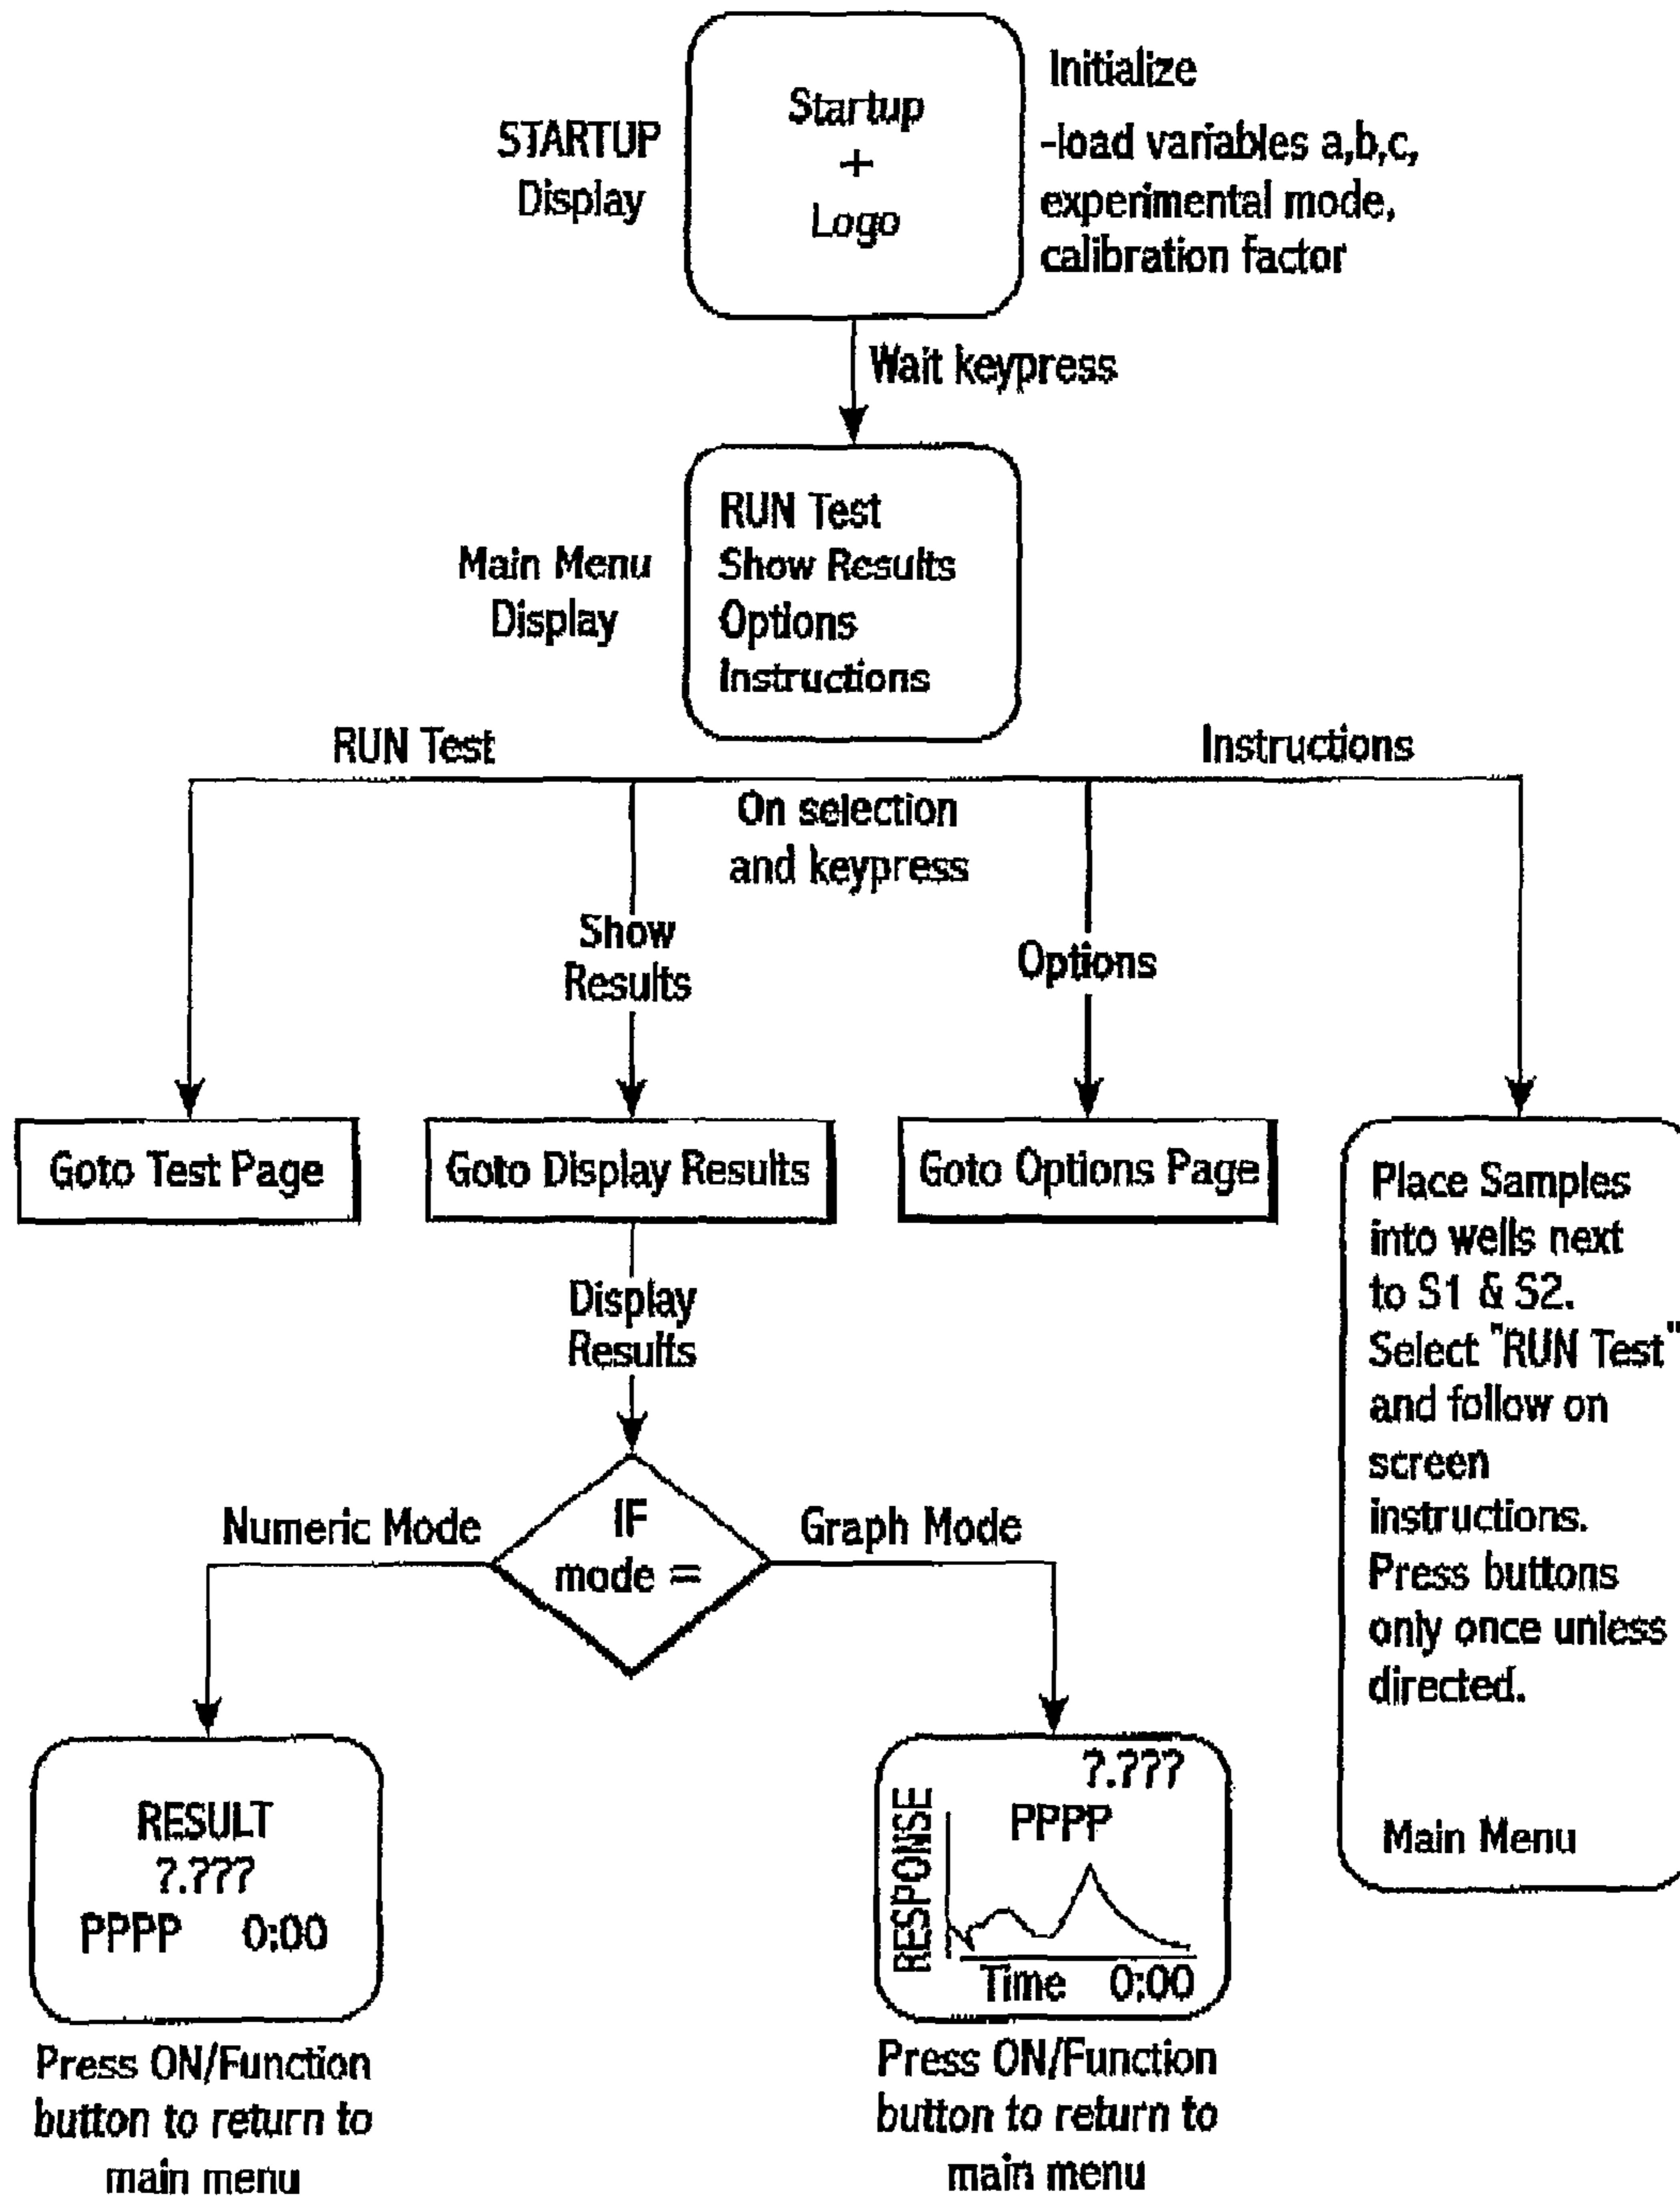 STARTUP
Display
Startup
+
Logo
Initialize
-load variables a,b,c,
experimental mode,
calibration factor
Wait keypress
Main Menu
Display
RUN Test
Show Results
Options
Instructions
RUN Test
Instructions
On selection
and keypress
Show
Results
Options
Goto Test Page
Goto Display Results
Goto Options Page
Place Samples
into wells next
to S1 & S2.
Select "RUN Test"
and follow on
screen
instructions.
Press buttons
only once unless
directed.
Main Menu
Display
Results
Numeric Mode
IF
mode =
Graph Mode
RESULT
?.???
PPPP 0:00
Press ON/Function
button to return to
main menu
?.???
PPPP
RESPONSE
Time 0:00
Press ON/Function
button to return to
main menu